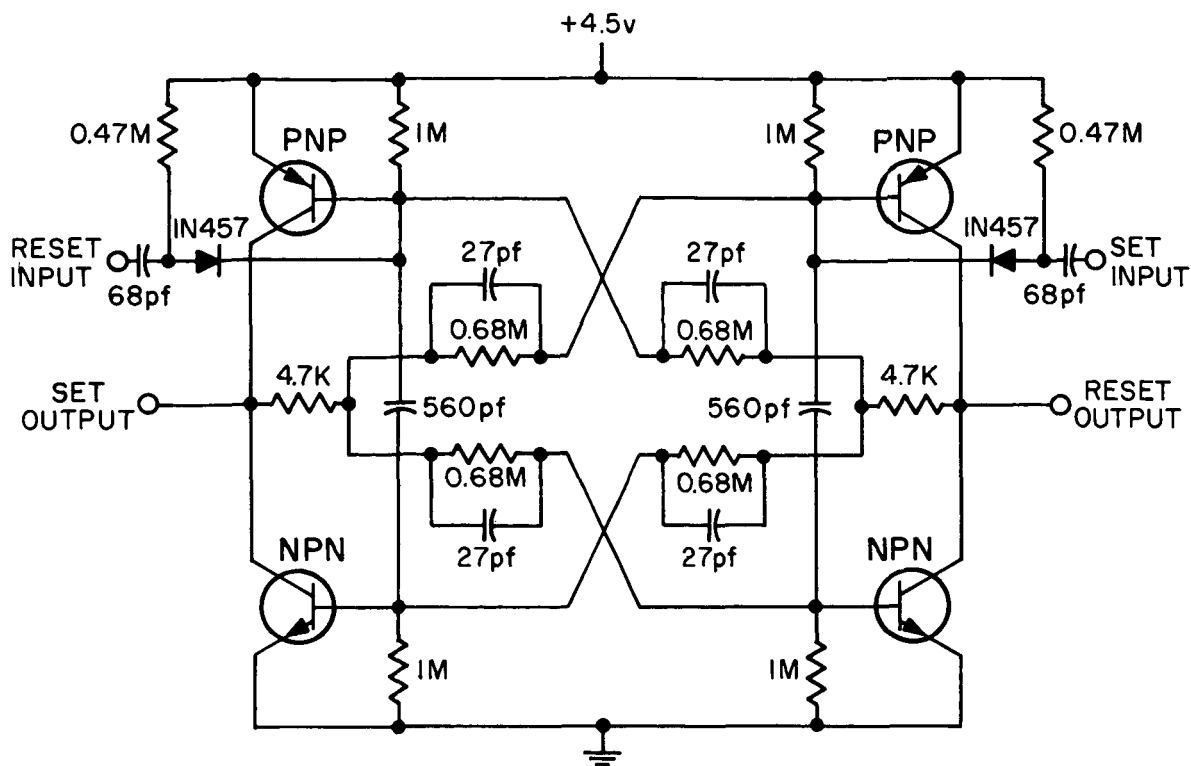 +4.5v
0.47M
PNP
1M
1M
PNP
0.47M
RESET INPUT
68pf
IN457
IN457
68pf
SET INPUT
27pf
0.68M
27pf
0.68M
SET OUTPUT
4.7K
560pf
560pf
4.7K
RESET OUTPUT
0.68M
27pf
0.68M
27pf
NPN
NPN
1M
1M